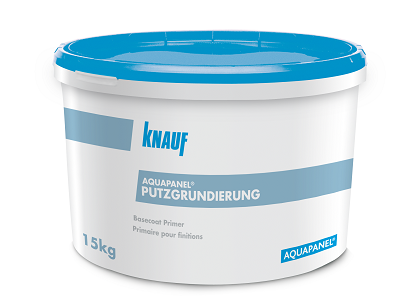 KNAUF
AQUAPANEL®
PUTZGRUNDIERUNG
Basecoat Primer
Primaire pour finitions
15kg
AQUAPANEL®